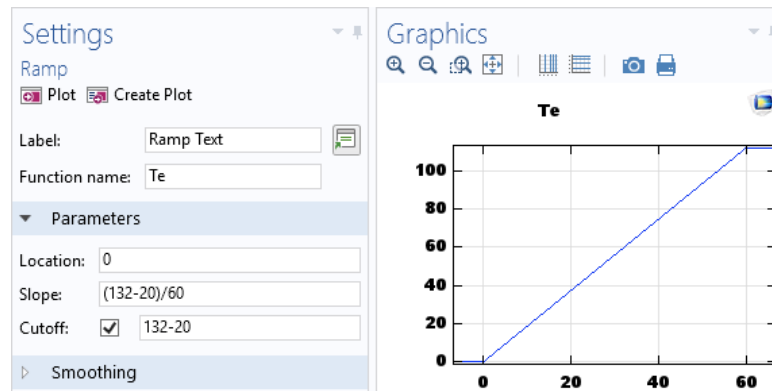 Settings
Ramp
Plot Create Plot
Label: Ramp Text
Function name: Te
Parameters
Location: 0
Slope: (132-20)/60
Cutoff: 132-20
Smoothing
Graphics
Te
100
80
60
40
20
0
0 20 40 60